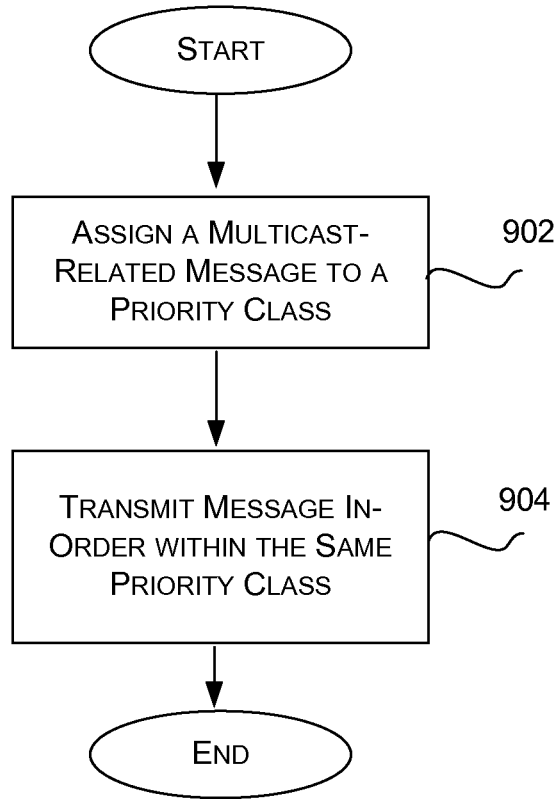 START
ASSIGN A MULTICAST-
RELATED MESSAGE TO A
PRIORITY CLASS
902
TRANSMIT MESSAGE IN-
ORDER WITHIN THE SAME
PRIORITY CLASS
904
END